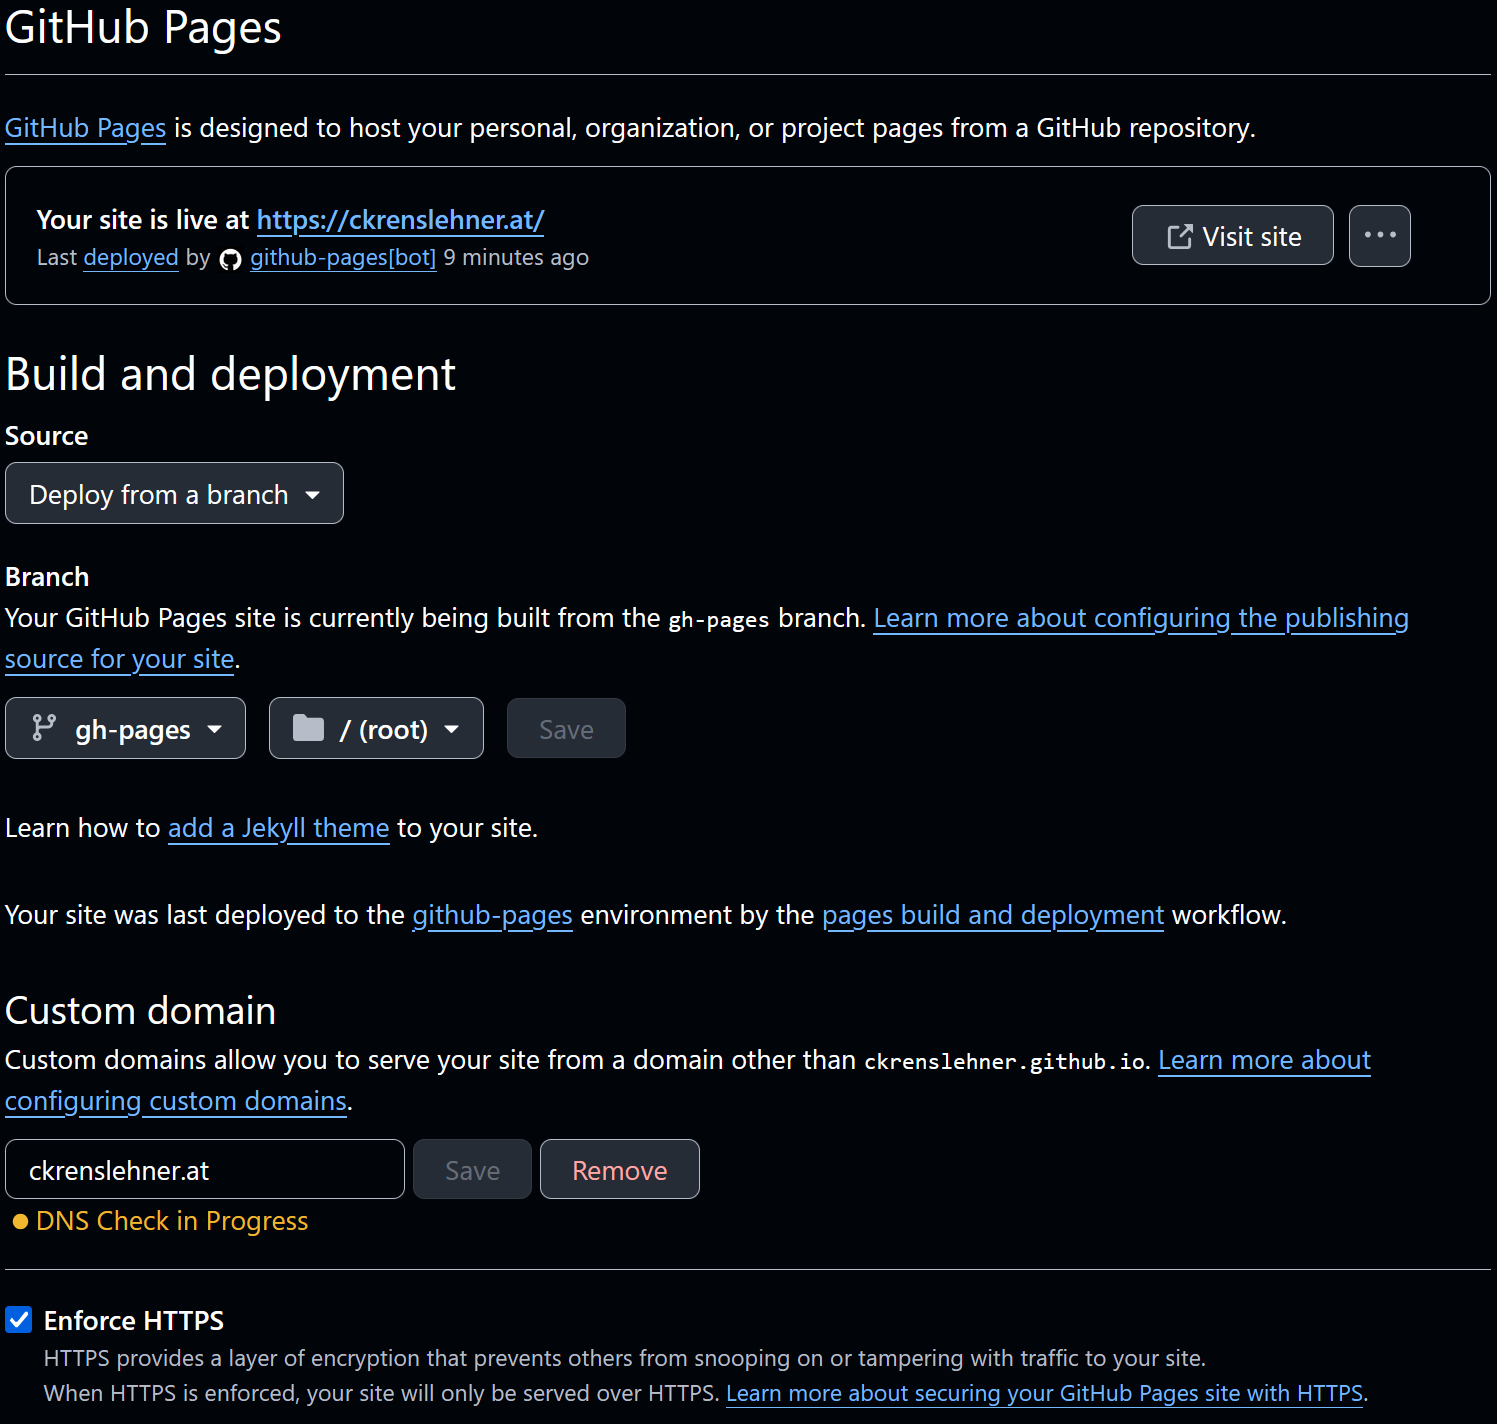 GitHub Pages
GitHub Pages is designed to host your personal, organization, or project pages from a GitHub repository.
Your site is live at https://ckrenslehner.at/
Last deployed by github-pages[bot] 9 minutes ago
Visit site
Build and deployment
Source
Deploy from a branch
Branch
Your GitHub Pages site is currently being built from the gh-pages branch. Learn more about configuring the publishing
source for your site.
gh-pages / (root) Save
Learn how to add a Jekyll theme to your site.
Your site was last deployed to the github-pages environment by the pages build and deployment workflow.
Custom domain
Custom domains allow you to serve your site from a domain other than ckrenslehner.github.io. Learn more about
configuring custom domains.
ckrenslehner.at Save Remove
DNS Check in Progress
Enforce HTTPS
HTTPS provides a layer of encryption that prevents others from snooping on or tampering with traffic to your site.
When HTTPS is enforced, your site will only be served over HTTPS. Learn more about securing your GitHub Pages site with HTTPS.